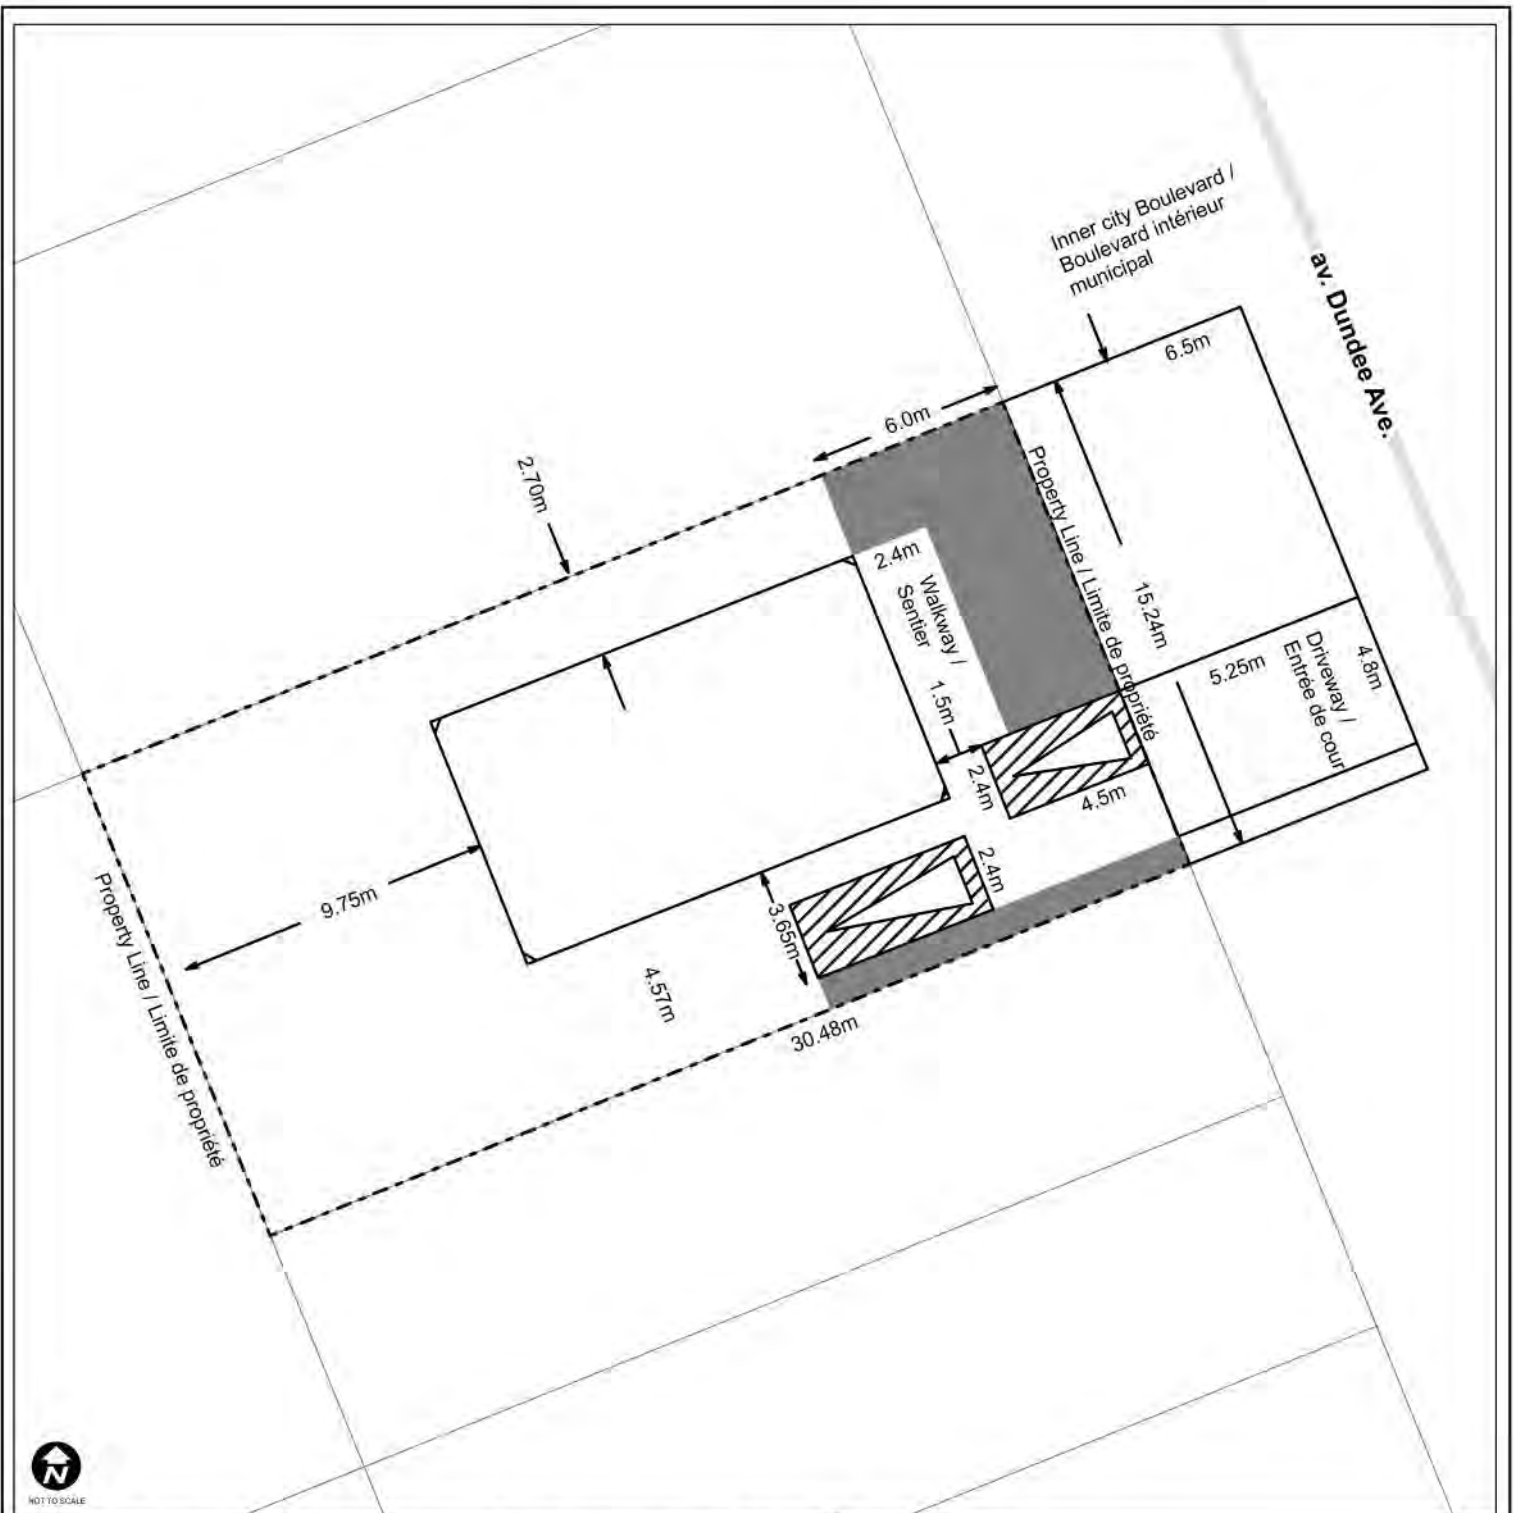 Inner city Boulevard /
Boulevard intérieur
municipal
av. Dundee Ave.
6.5m
6.0m
2.70m
Property Line / Limite de propriété
15.24m
2.4m
Walkway /
Sentier
1.5m
5.25m
Driveway /
Entrée de cour
4.8m
2.4m
4.5m
2.4m
3.65m
9.75m
4.57m
30.48m
Property Line / Limite de propriété
N
NOT TO SCALE